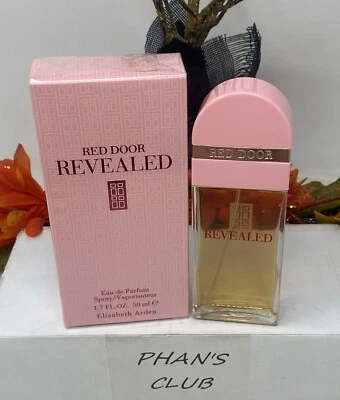 RED DOOR
REVEALED
Eau de Parfum
Spray/Vaporisateur
1.7 FL.OZ. 50 ml e
Elizabeth Arden
RED DOOR
REVEALED
PHAN'S
CLUB